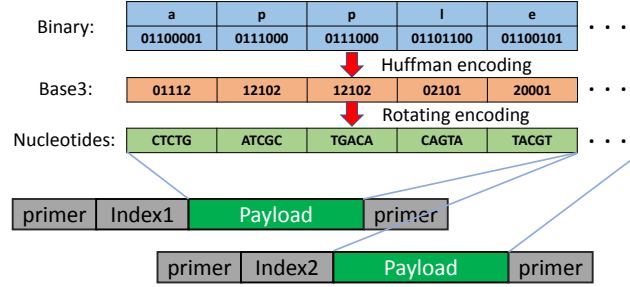 a p p l e
Binary: 01100001 0111000 0111000 01101100 01100101 · · ·
Huffman encoding
Base3: 01112 12102 12102 02101 20001 · · ·
Rotating encoding
Nucleotides: CTCTG ATCGC TGACA CAGTA TACGT · · ·
primer Index1 Payload primer
primer Index2 Payload primer